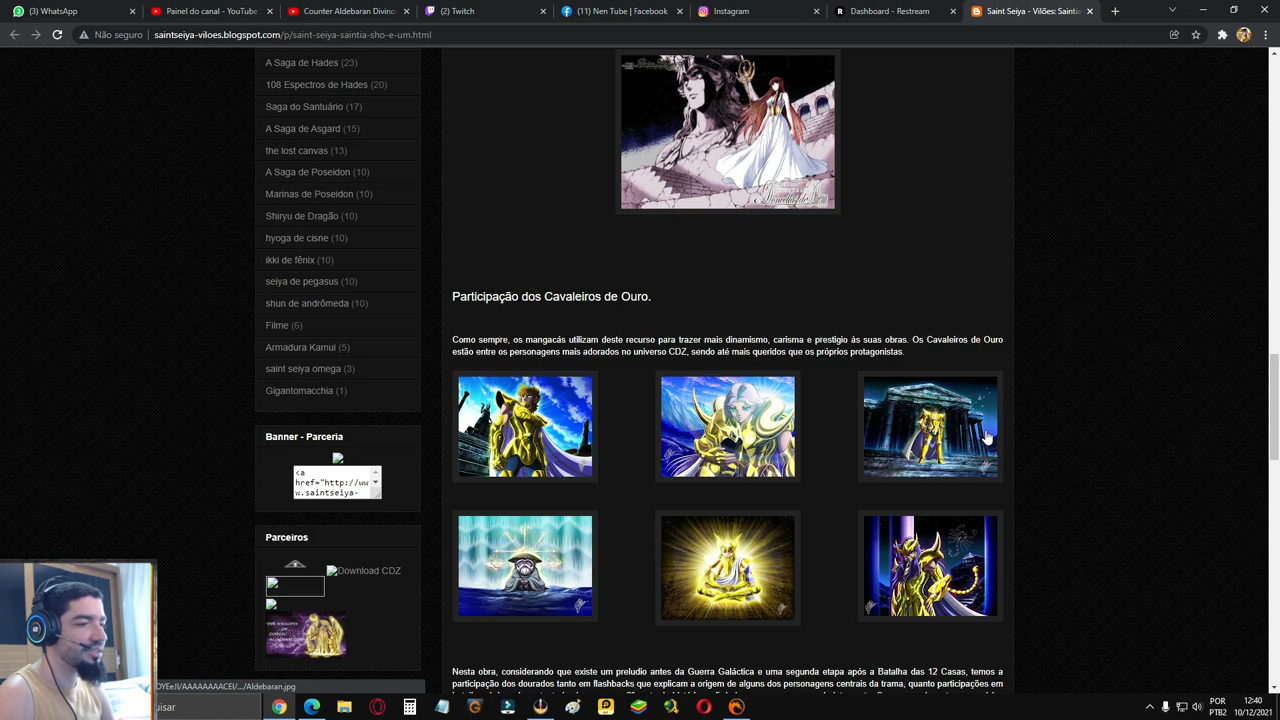 WhatsApp
Painel do canal - YouTube
Counter Aldebaran Divino:
(2) Twitch
(11) Nen Tube | Facebook
Instagram
Dashboard - Restream
Saint Seiya - Vilões: Saintia
Não seguro
saintseiya-viloes.blogspot.com/p/saint-seiya-saintia-sho-e-um.html
A Saga de Hades (23)
108 Espectros de Hades (20)
Saga do Santuário (17)
A Saga de Asgard (15)
the lost canvas (13)
A Saga de Poseidon (10)
Marinas de Poseidon (10)
Shiryu de Dragão (10)
hyoga de cisne (10)
ikki de fênix (10)
seiya de pegasus (10)
shun de andrômeda (10)
Filme (6)
Armadura Kamui (5)
saint seiya omega (3)
Gigantomacchia (1)
Banner - Parceria
<a
href="http://ww
w.saintseiya-
Parceiros
Download CDZ
Participação dos Cavaleiros de Ouro.
Como sempre, os mangacás utilizam deste recurso para trazer mais dinamismo, carisma e prestigio às suas obras. Os Cavaleiros de Ouro
estão entre os personagens mais adorados no universo CDZ, sendo até mais queridos que os próprios protagonistas.
Nesta obra, considerando que existe um preludio antes da Guerra Galáctica e uma segunda etapa após a Batalha das 12 Casas, temos a
participação dos dourados tanto em flashbacks que explicam a origem de alguns dos personagens centrais da trama, quanto participações em
OYEeJI/AAAAAAAACEI/.../Aldebaran.jpg
uisar
POR
PTB2
12:40
10/12/2021